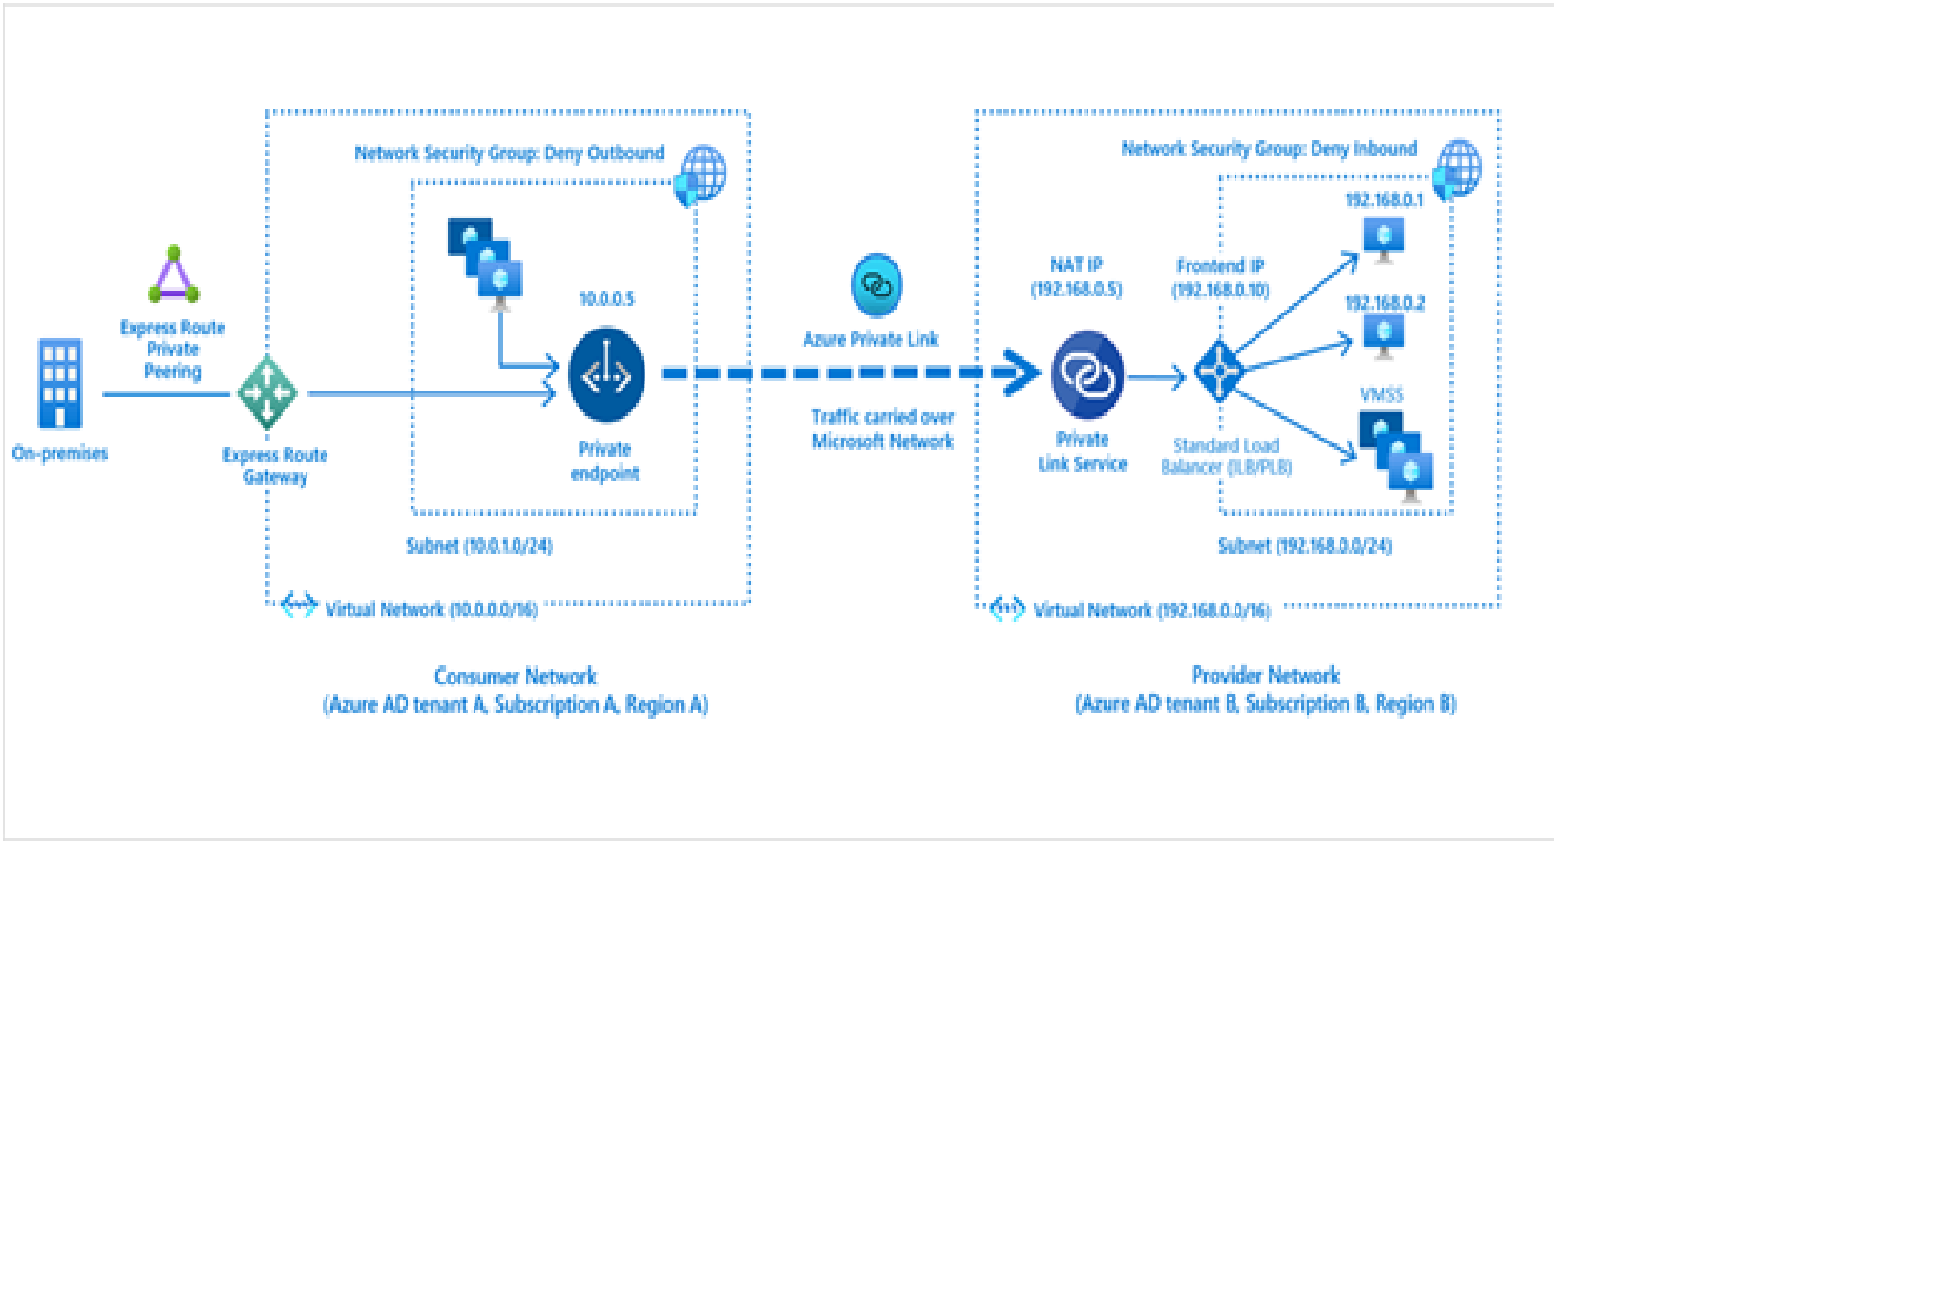 Network Security Group: Deny Outbound
10.0.0.5
Express Route
Private
Peering
On-premises
Express Route
Gateway
Private
endpoint
Subnet (10.0.1.0/24)
Virtual Network (10.0.0.0/16)
Consumer Network
(Azure AD tenant A, Subscription A, Region A)
Azure Private Link
Traffic carried over
Microsoft Network
Network Security Group: Deny Inbound
192.168.0.1
NAT IP
(192.168.0.5)
Frontend IP
(192.168.0.10)
192.168.0.2
VMSS
Private
Link Service
Standard Load
Balancer (ILB/PLB)
Subnet (192.168.0.0/24)
Virtual Network (192.168.0.0/16)
Provider Network
(Azure AD tenant B, Subscription B, Region B)